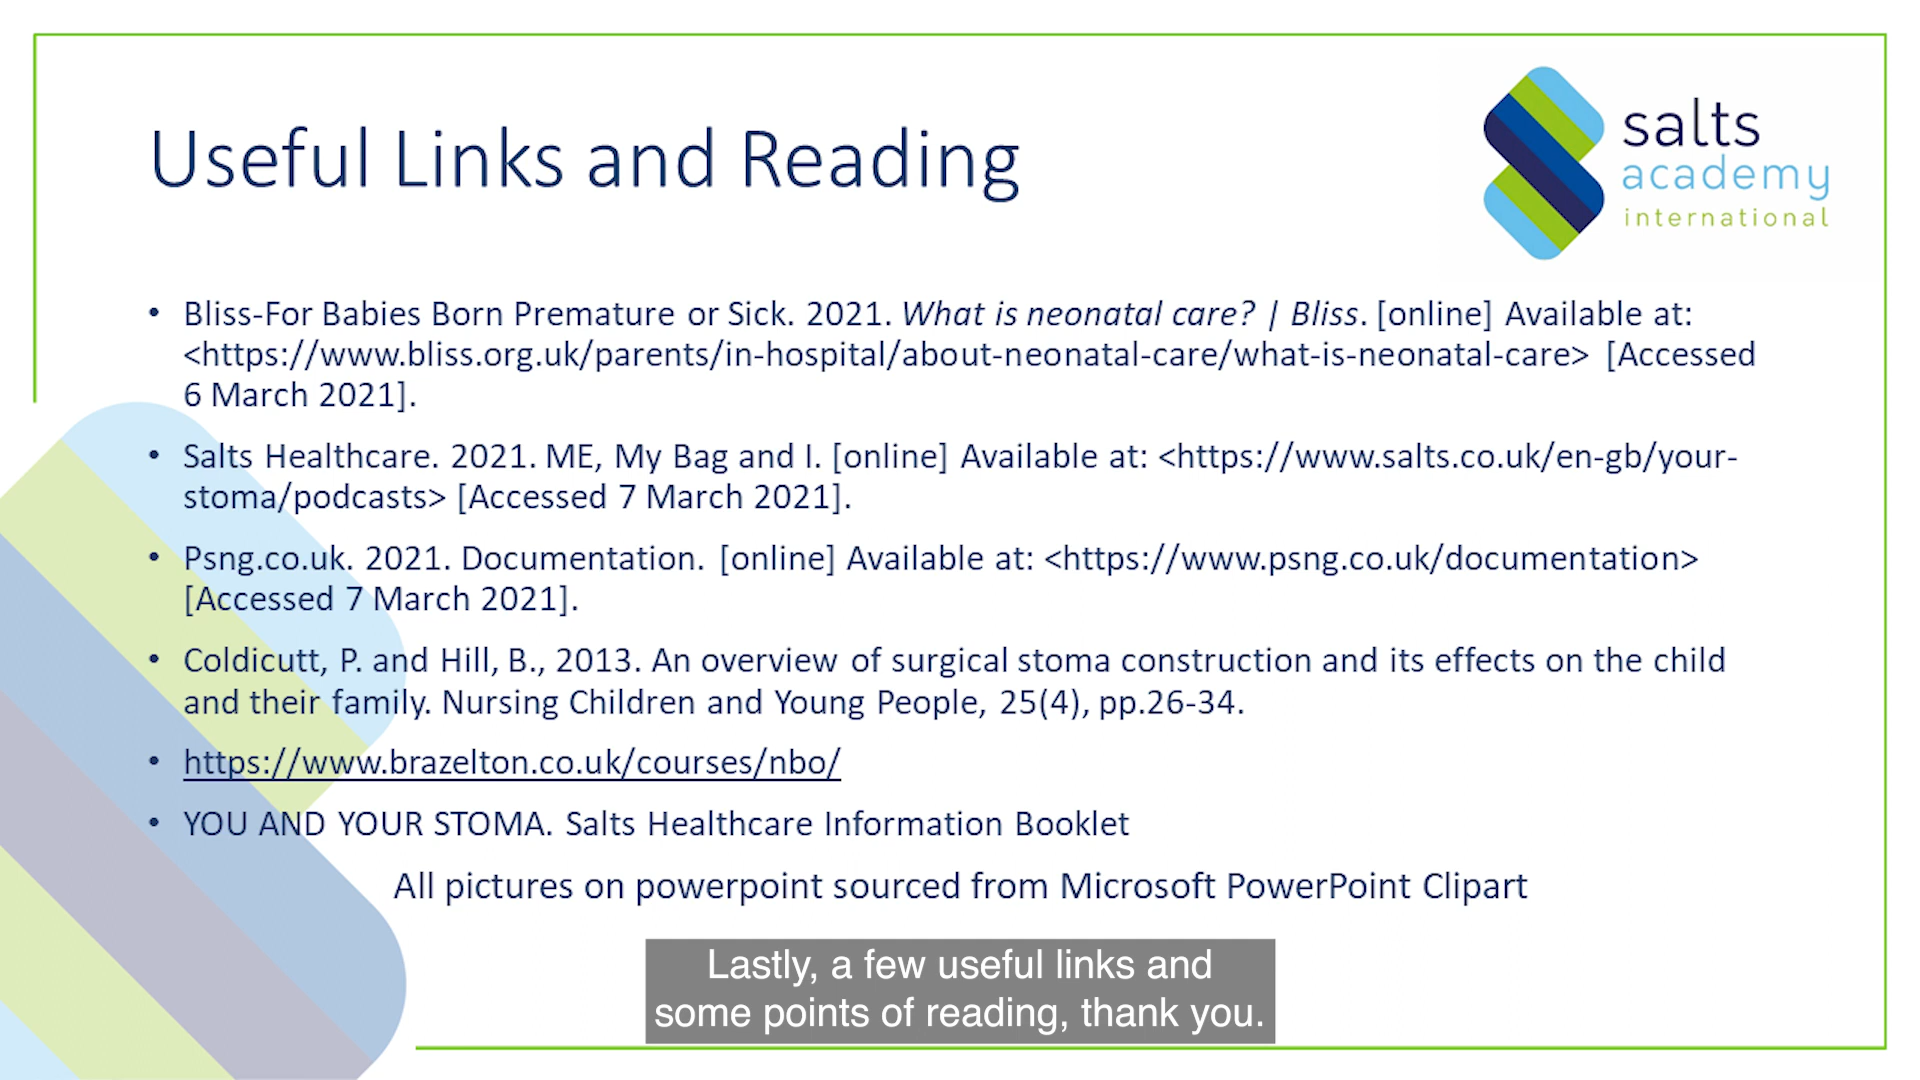 salts
academy
international
Useful Links and Reading
• Bliss-For Babies Born Premature or Sick. 2021. What is neonatal care? | Bliss. [online] Available at:
<https://www.bliss.org.uk/parents/in-hospital/about-neonatal-care/what-is-neonatal-care> [Accessed
6 March 2021].
• Salts Healthcare. 2021. ME, My Bag and I. [online] Available at: <https://www.salts.co.uk/en-gb/your-
stoma/podcasts> [Accessed 7 March 2021].
• Psng.co.uk. 2021. Documentation. [online] Available at: <https://www.psng.co.uk/documentation>
[Accessed 7 March 2021].
• Coldicutt, P. and Hill, B., 2013. An overview of surgical stoma construction and its effects on the child
and their family. Nursing Children and Young People, 25(4), pp.26-34.
• https://www.brazelton.co.uk/courses/nbo/
• YOU AND YOUR STOMA. Salts Healthcare Information Booklet
All pictures on powerpoint sourced from Microsoft PowerPoint Clipart
Lastly, a few useful links and
some points of reading, thank you.